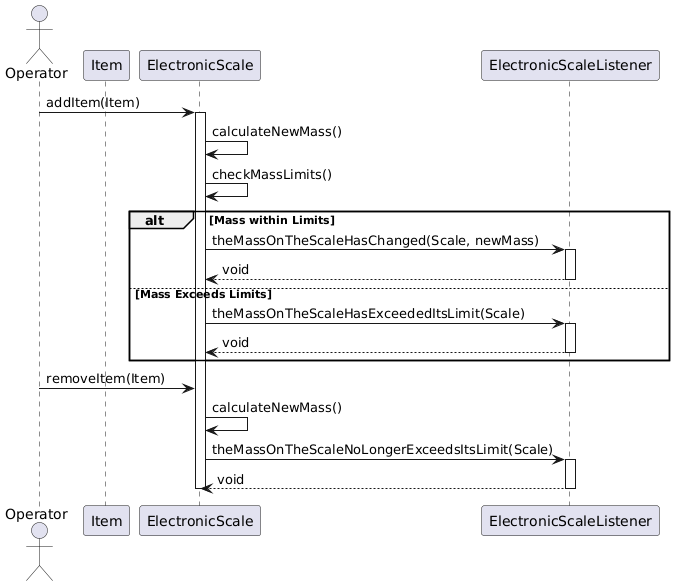 Operator
Item
ElectronicScale
ElectronicScaleListener
addItem(Item)
calculateNewMass()
checkMassLimits()
alt
[Mass within Limits]
theMassOnTheScaleHasChanged(Scale, newMass)
void
[Mass Exceeds Limits]
theMassOnTheScaleHasExceededItsLimit(Scale)
void
removeItem(Item)
calculateNewMass()
theMassOnTheScaleNoLongerExceedsItsLimit(Scale)
void
Operator
Item
ElectronicScale
ElectronicScaleListener